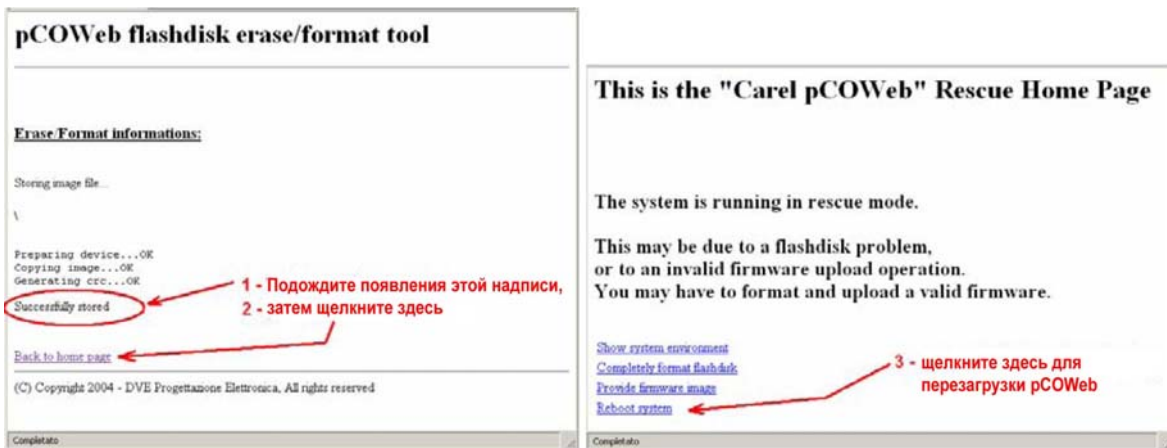 pCOWeb flashdisk erase/format tool
Erase/Format informations:
Storing image file...
\
Preparing device...OK
Copying image...OK
Generating crc...OK
Successfully stored
1 - Подождите появления этой надписи,
2 - затем щелкните здесь
Back to home page
(C) Copyright 2004 - DVE Progettazione Elettronica, All rights reserved
Completato
This is the "Carel pCOWeb" Rescue Home Page
The system is running in rescue mode.
This may be due to a flashdisk problem,
or to an invalid firmware upload operation.
You may have to format and upload a valid firmware.
Show system environment
Completely format flashdisk
Provide firmware image
Reboot system
3 - щелкните здесь для
перезагрузки pCOWeb
Completato